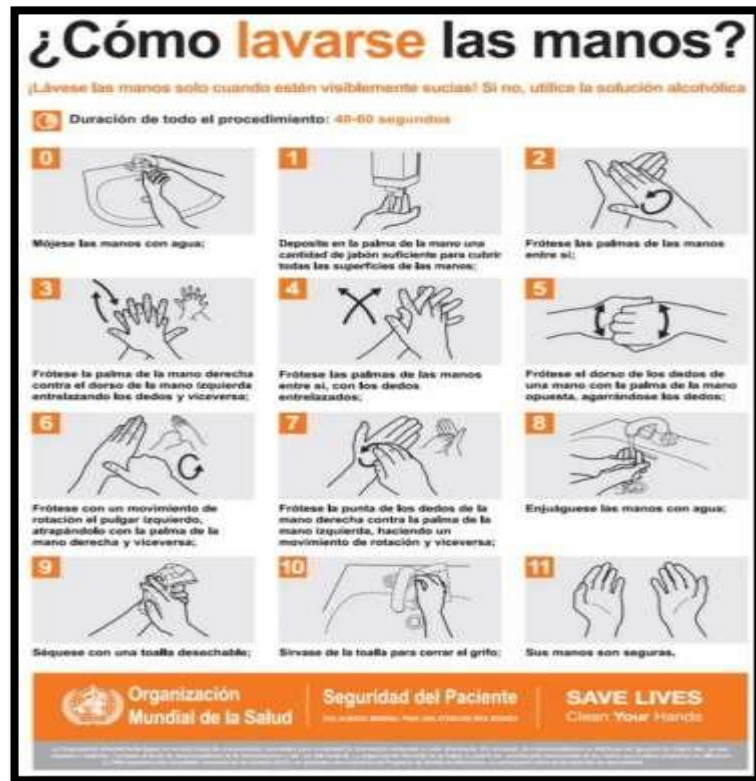 ¿Cómo lavarse las manos?
¡Lávese las manos solo cuando estén visiblemente sucias! Si no, utilice la solución alcohólica
Duración de todo el procedimiento: 40-60 segundos
0
Mójese las manos con agua;
1
Deposite en la palma de la mano una
cantidad de jabón suficiente para cubrir
todas las superficies de las manos;
2
Frótese las palmas de las manos
entre sí;
3
Frótese la palma de la mano derecha
contra el dorso de la mano izquierda
entrelazando los dedos y viceversa;
4
Frótese las palmas de las manos
entre sí, con los dedos
entrelazados;
5
Frótese el dorso de los dedos de
una mano con la palma de la mano
opuesta, agarrándose los dedos;
6
Frótese con un movimiento de
rotación el pulgar izquierdo,
atrapándolo con la palma de la
mano derecha y viceversa;
7
Frótese la punta de los dedos de la
mano derecha contra la palma de la
mano izquierda, haciendo un
movimiento de rotación y viceversa;
8
Enjuáguese las manos con agua;
9
Séquese con una toalla desechable;
10
Sírvase de la toalla para cerrar el grifo;
11
Sus manos son seguras.
Organización
Mundial de la Salud
Seguridad del Paciente
SAVE LIVES
Clean Your Hands